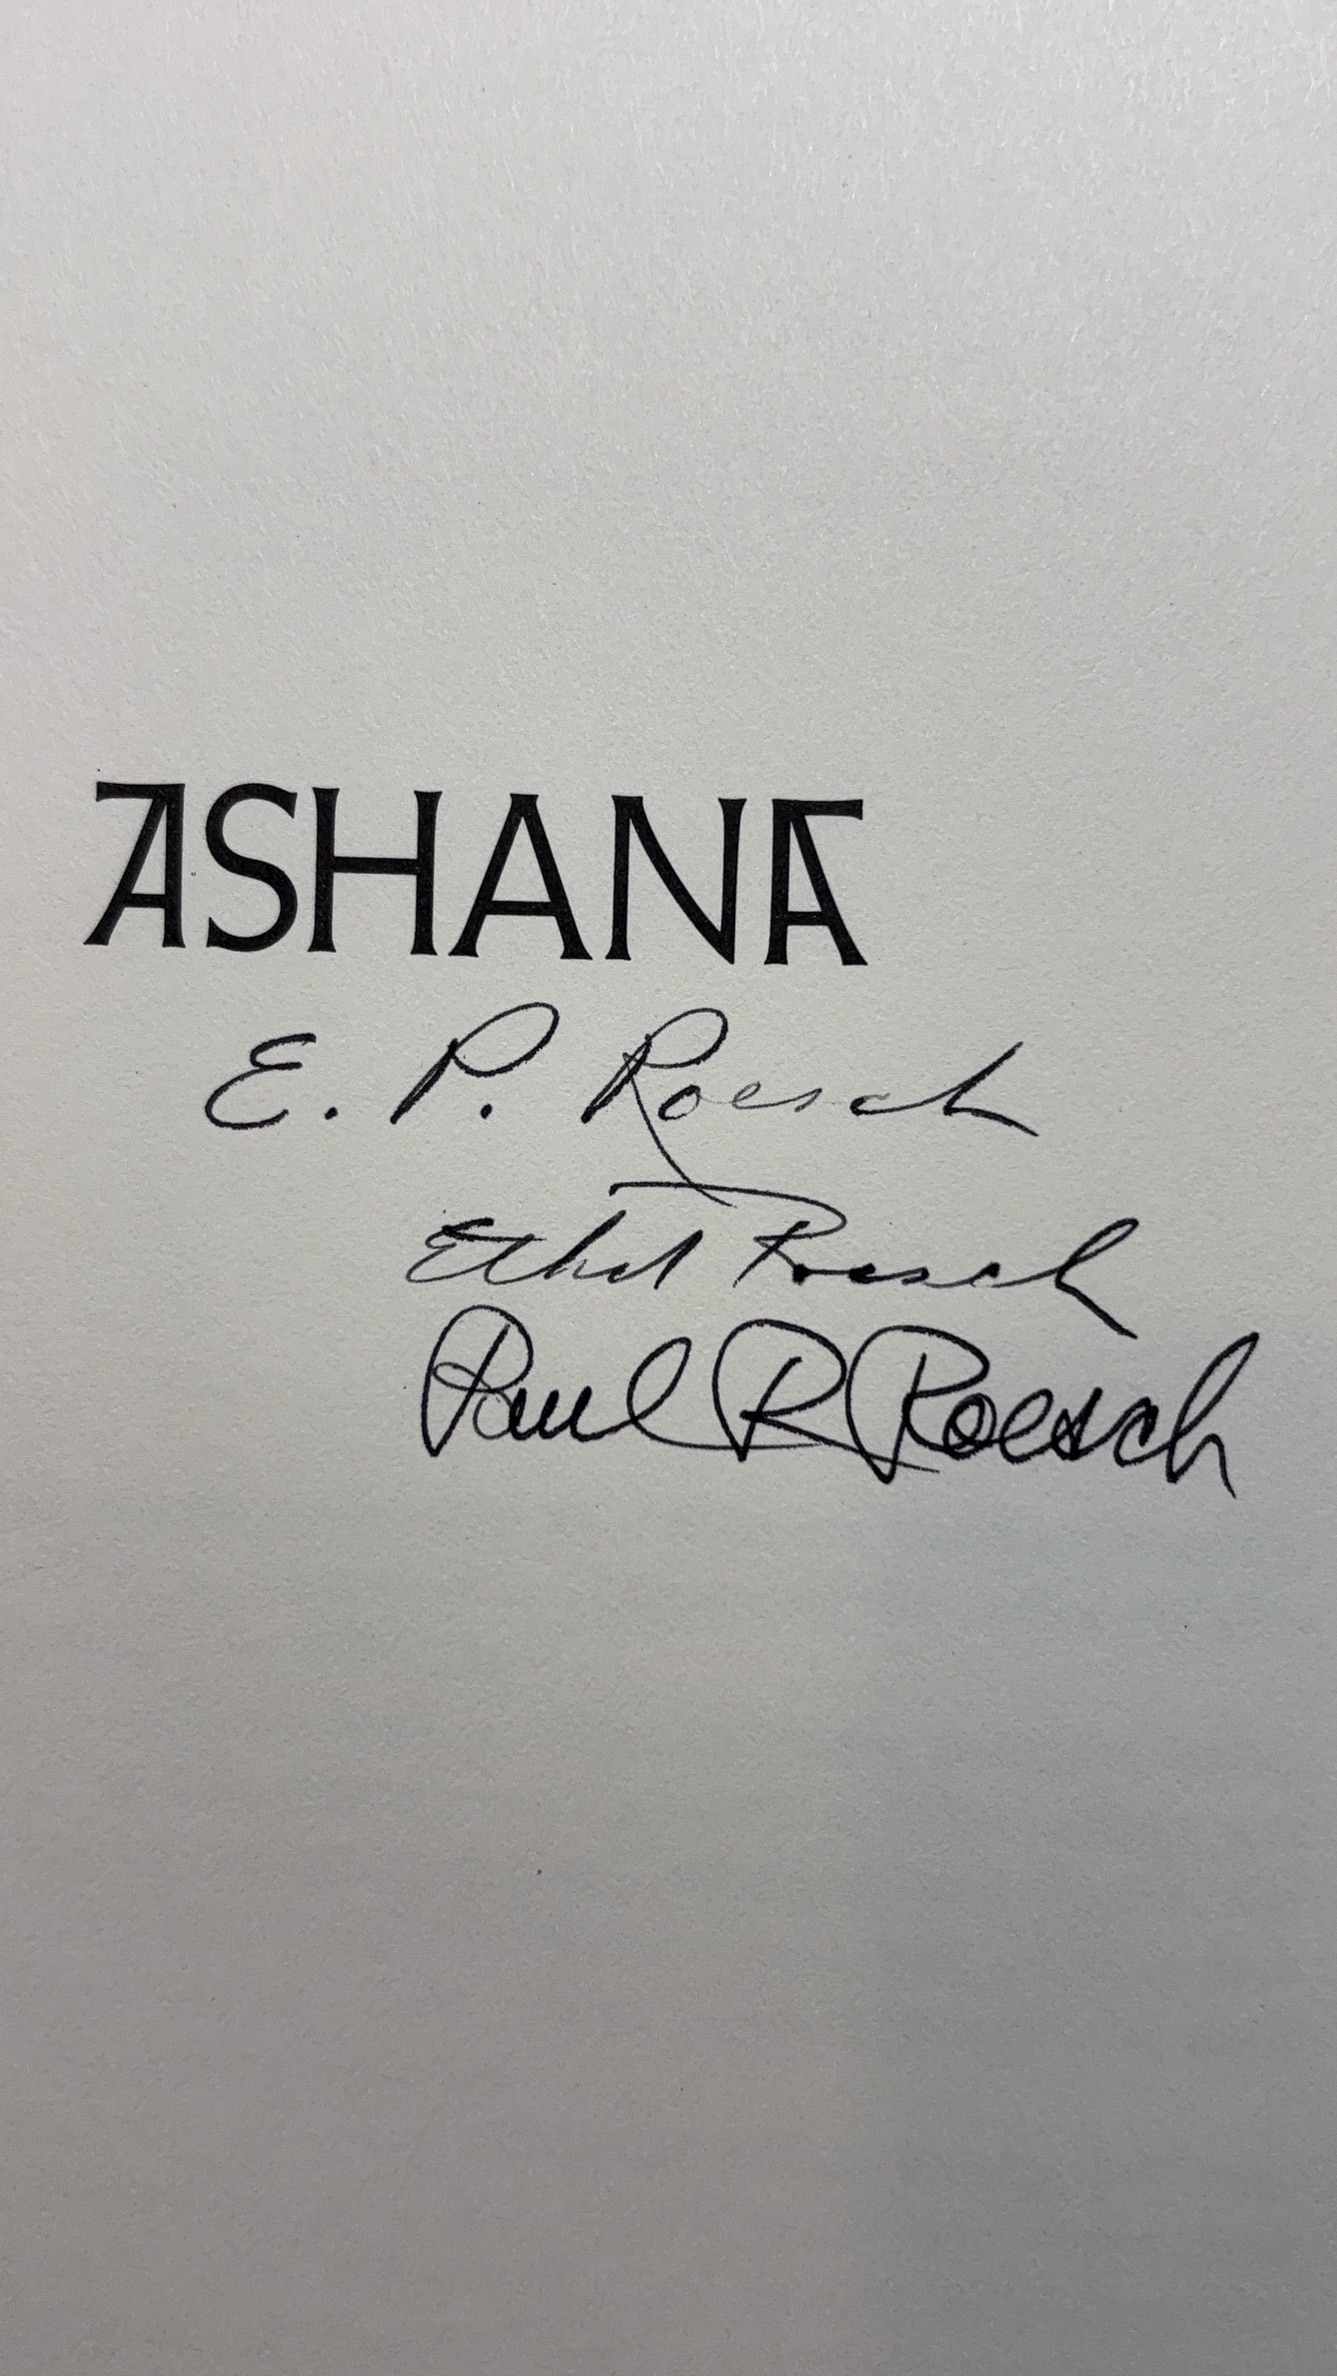 ASHANA
E. P. Roesch
Ethel Roesch
Paul R Roesch